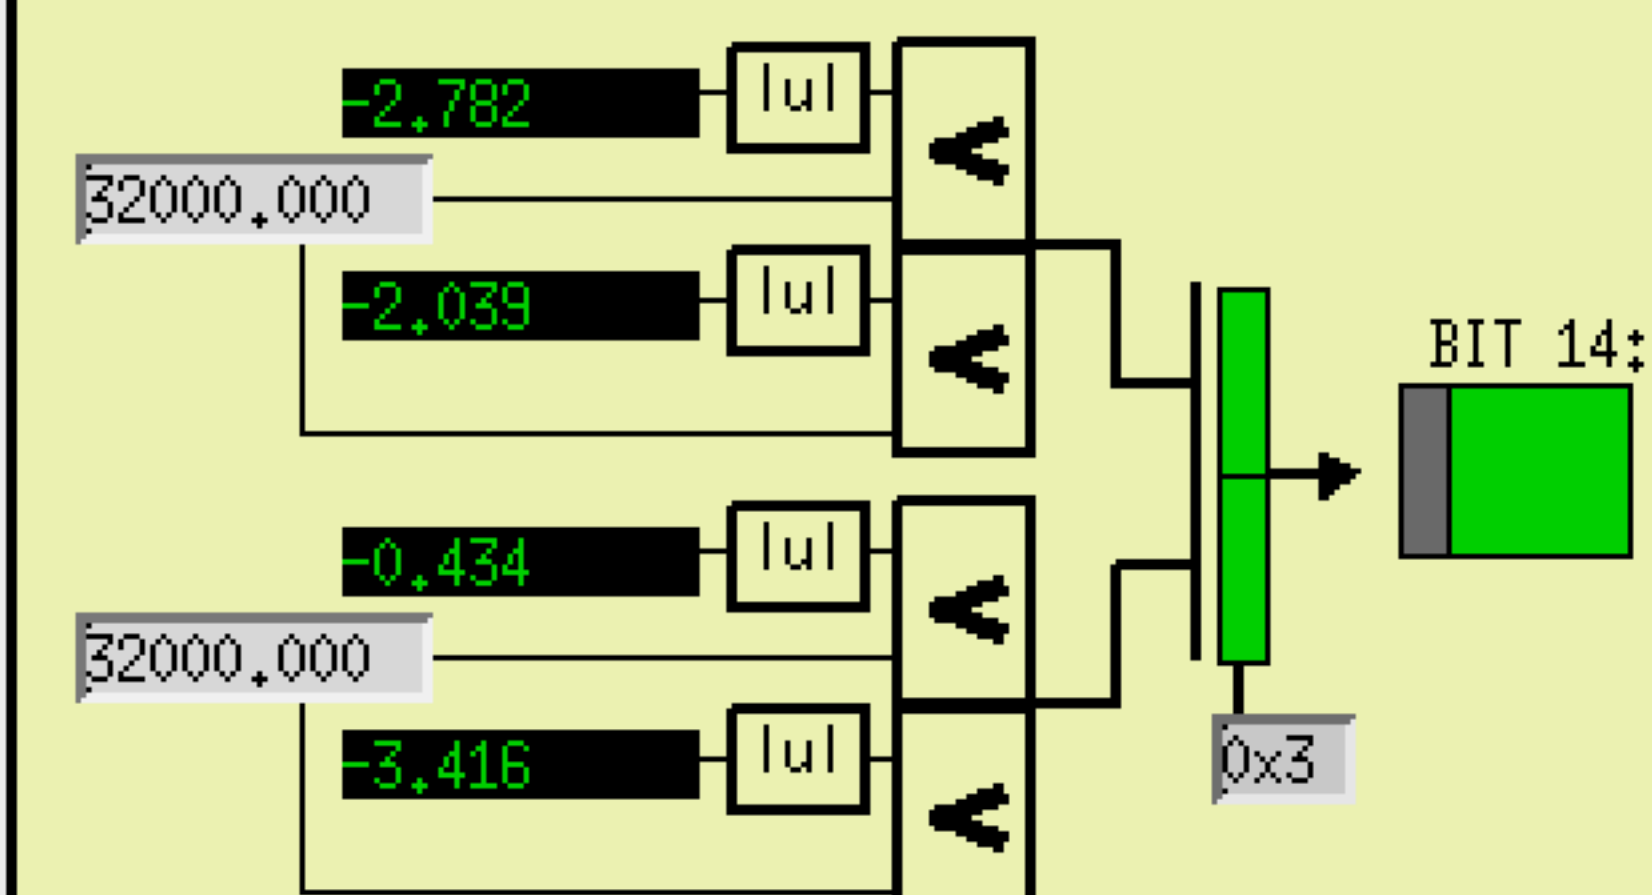 -2.782
|u|
<
32000.000
-2.039
|u|
<
BIT 14:
-0.434
|u|
<
32000.000
-3.416
|u|
<
0x3